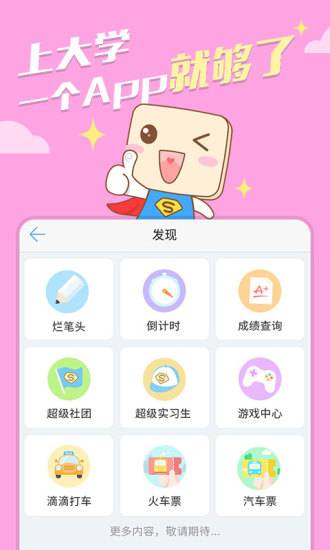 上大学
一个App就够了
S
发现
烂笔头
倒计时
A+
成绩查询
S
超级社团
S
超级实习生
游戏中心
滴滴打车
火车票
汽车票
更多内容，敬请期待...